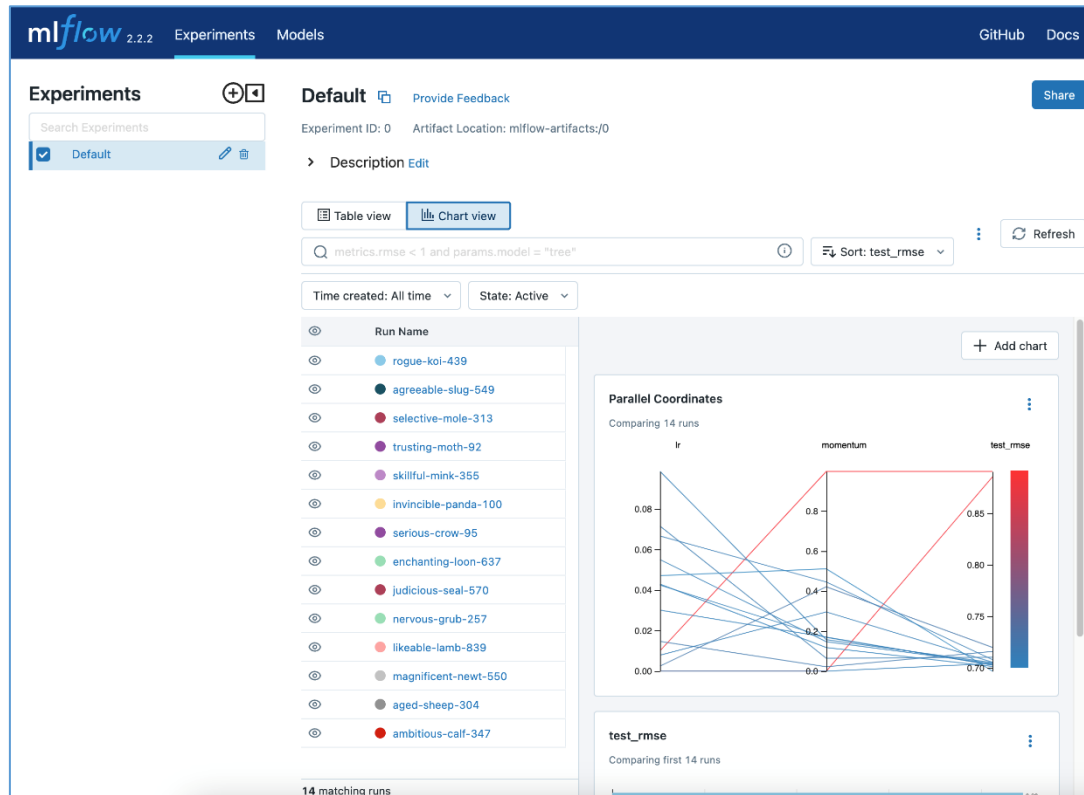 mlflow 2.2.2 Experiments Models GitHub Docs
Experiments
Search Experiments
Default
Default Provide Feedback
Share
Experiment ID: 0 Artifact Location: mlflow-artifacts:/0
Description Edit
Table view Chart view
Refresh
metrics.rmse < 1 and params.model = "tree"
Sort: test_rmse
Time created: All time State: Active
Run Name
rogue-koi-439
agreeable-slug-549
selective-mole-313
trusting-moth-92
skillful-mink-355
invincible-panda-100
serious-crow-95
enchanting-loon-637
judicious-seal-570
nervous-grub-257
likeable-lamb-839
magnificent-newt-550
aged-sheep-304
ambitious-calf-347
14 matching runs
+ Add chart
Parallel Coordinates
Comparing 14 runs
lr momentum test_rmse
0.08 0.8 0.85
0.06 0.6 0.80
0.04 0.4 0.75
0.02 0.2 0.70
0.00 0.0
test_rmse
Comparing first 14 runs